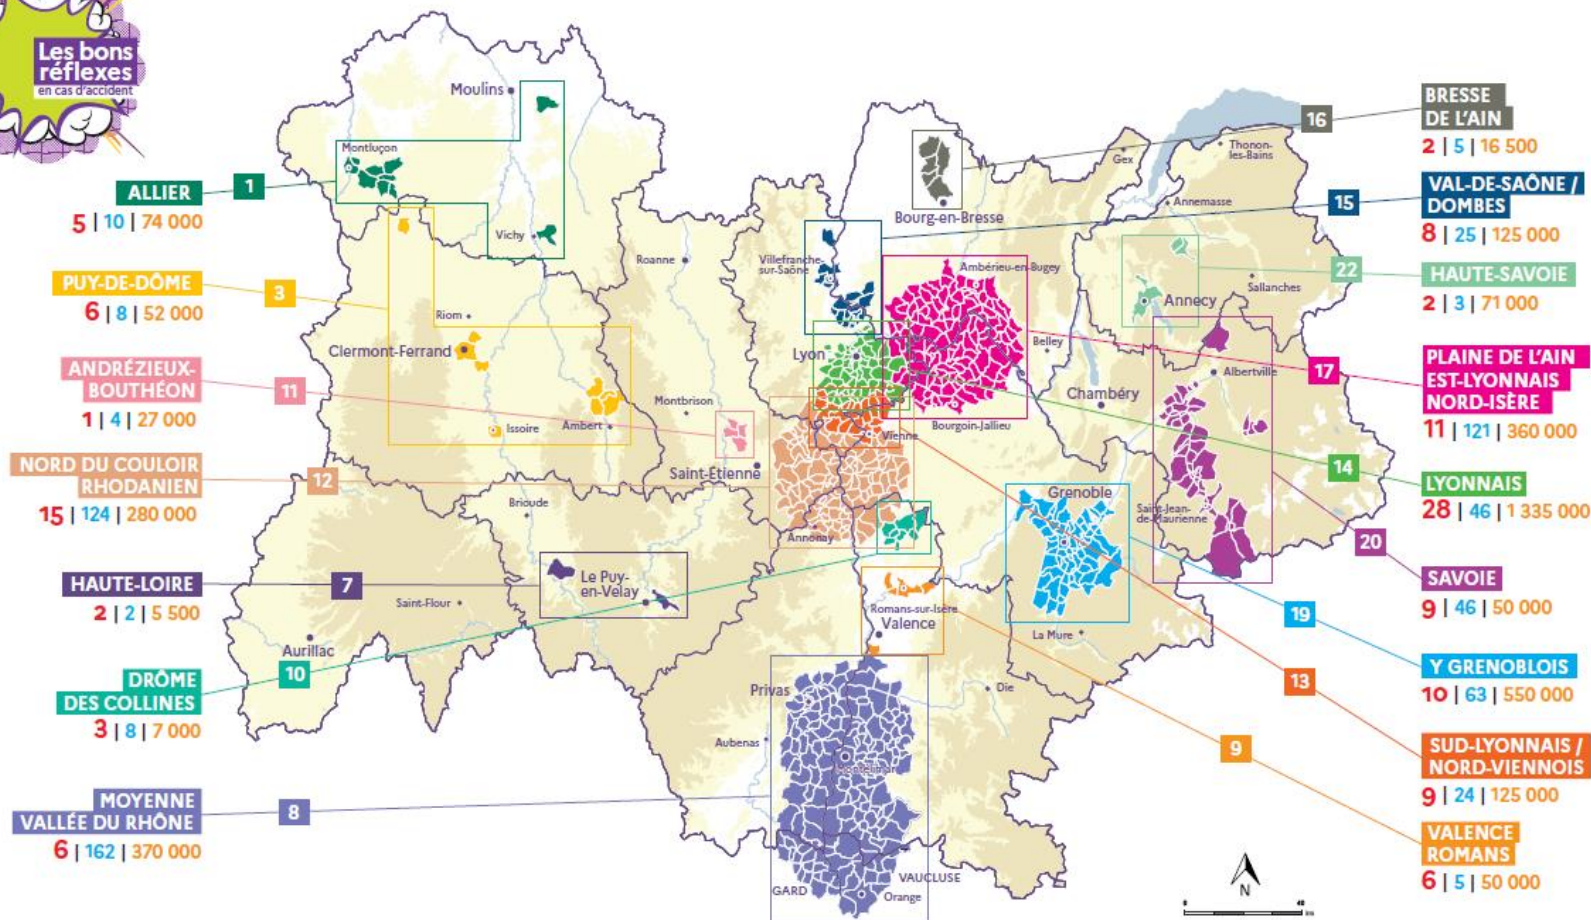 Les bons
réflexes
en cas d'accident
ALLIER
1
5 | 10 | 74 000
PUY-DE-DÔME
3
6 | 8 | 52 000
ANDRÉZIEUX-
BOUTHÉON
11
1 | 4 | 27 000
NORD DU COULOIR
RHODANIEN
12
15 | 124 | 280 000
HAUTE-LOIRE
7
2 | 2 | 5 500
DRÔME
DES COLLINES
10
3 | 8 | 7 000
MOYENNE
VALLÉE DU RHÔNE
8
6 | 162 | 370 000
Moulins
Montluçon
Vichy
Riom
Clermont-Ferrand
Issoire
Ambert
Roanne
Montbrison
Saint-Étienne
Brioude
Le Puy-
en-Velay
Saint-Flour
Aurillac
Villefranche-
sur-Saône
Bourg-en-Bresse
Ambérieu-en-Bugey
Lyon
Belley
Bourgoin-Jallieu
Vienne
Annonay
Gex
Thonon-
les-Bains
Annemasse
Sallanches
Annecy
Albertville
Chambéry
Saint-Jean-
de-Maurienne
Grenoble
La Mure
Romans-sur-Isère
Valence
Privas
Die
Aubenas
Montélimar
GARD
VAUCLUSE
Orange
16
BRESSE
DE L'AIN
2 | 5 | 16 500
15
VAL-DE-SAÔNE /
DOMBES
8 | 25 | 125 000
22
HAUTE-SAVOIE
2 | 3 | 71 000
17
PLAINE DE L'AIN
EST-LYONNAIS
NORD-ISÈRE
11 | 121 | 360 000
14
LYONNAIS
28 | 46 | 1 335 000
20
SAVOIE
9 | 46 | 50 000
19
Y GRENOBLOIS
10 | 63 | 550 000
13
SUD-LYONNAIS /
NORD-VIENNOIS
9 | 24 | 125 000
9
VALENCE
ROMANS
6 | 5 | 50 000
N